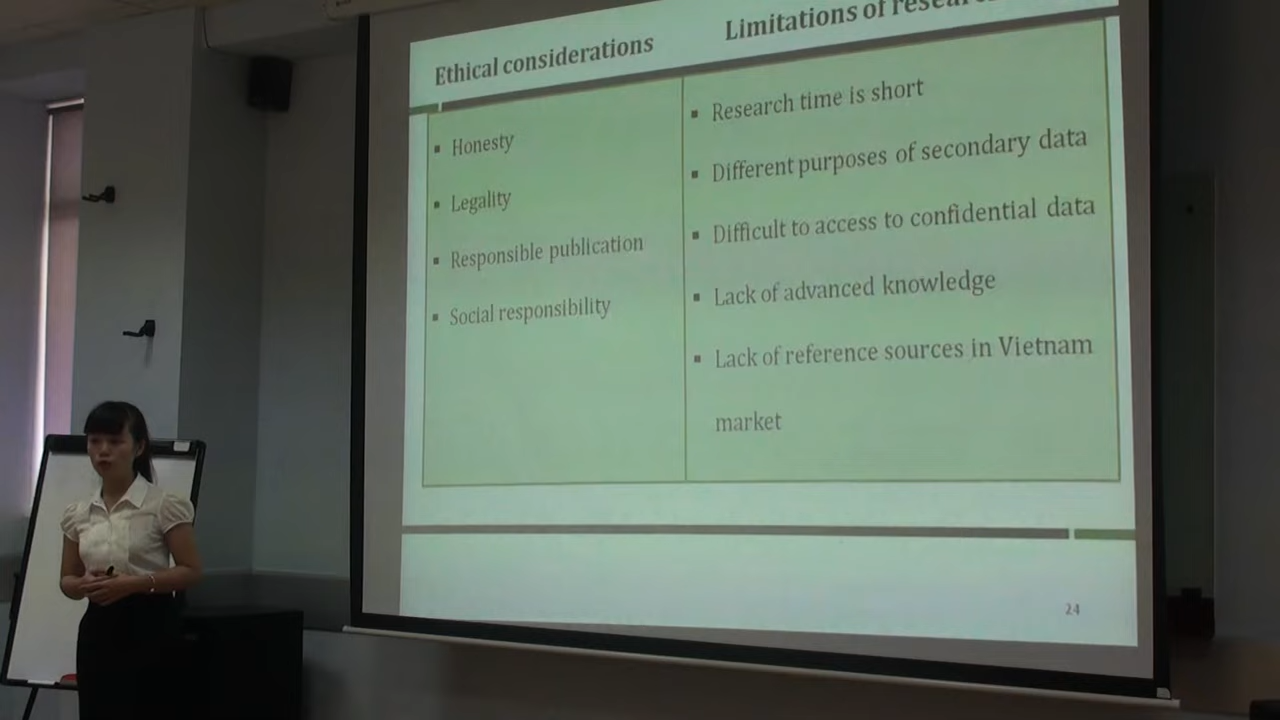 Ethical considerations
Limitations of research
Honesty
Legality
Responsible publication
Social responsibility
Research time is short
Different purposes of secondary data
Difficult to access to confidential data
Lack of advanced knowledge
Lack of reference sources in Vietnam
market
24